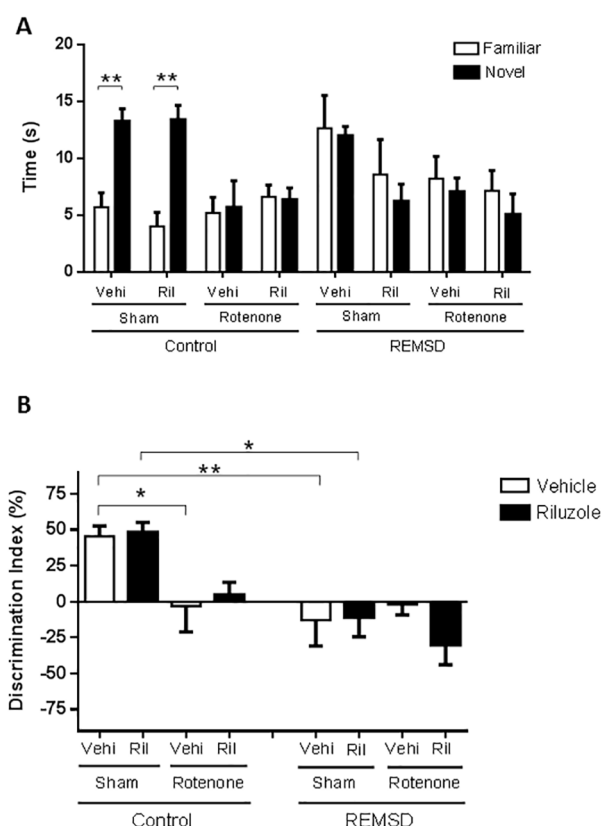 A
20
15
10
5
0
Time (s)
Familiar
Novel
** **
Vehi Ril Vehi Ril Vehi Ril Vehi Ril
Sham Rotenone Sham Rotenone
Control REMSD
B
*
**
*
75
50
25
0
-25
-50
-75
Discrimination Index (%)
Vehicle
Riluzole
Vehi Ril Vehi Ril Vehi Ril Vehi Ril
Sham Rotenone Sham Rotenone
Control REMSD